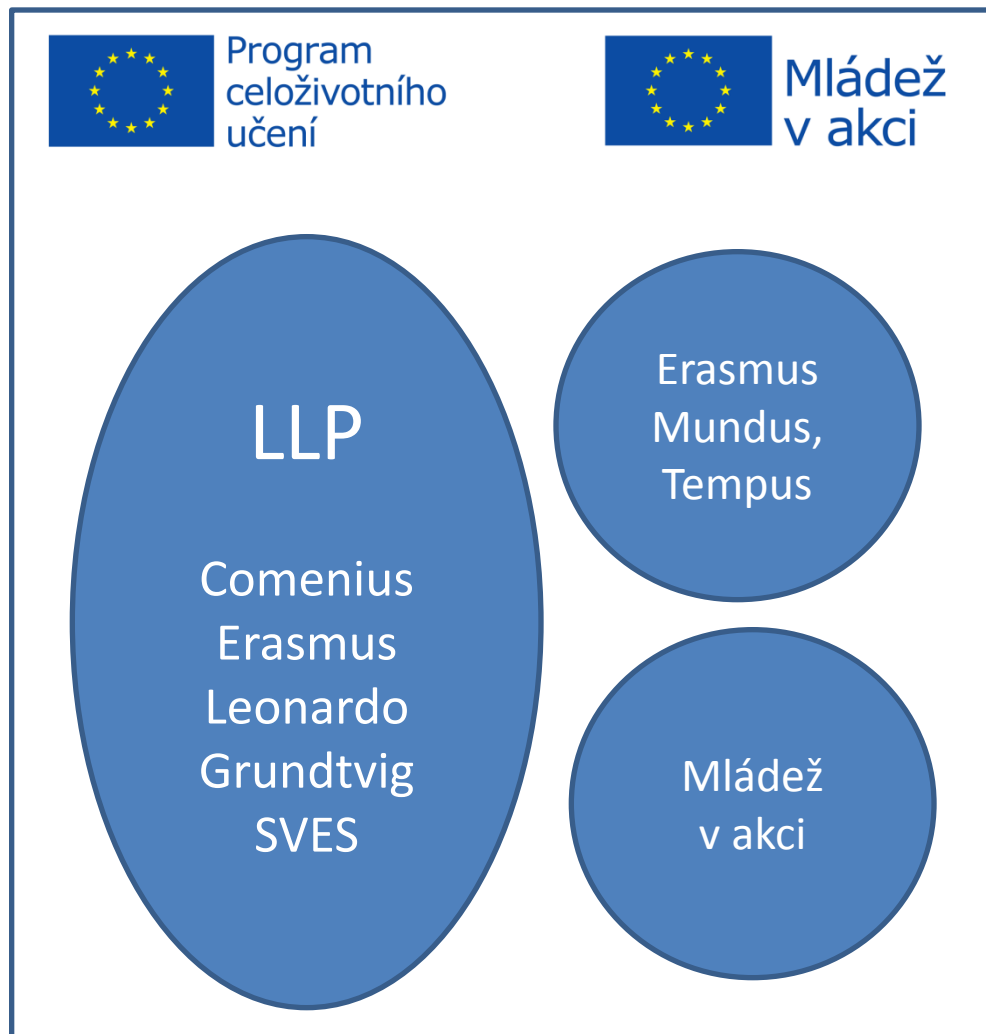 Program
celoživotního
učení
Mládež
v akci
LLP
Comenius
Erasmus
Leonardo
Grundtvig
SVES
Erasmus
Mundus,
Tempus
Mládež
v akci